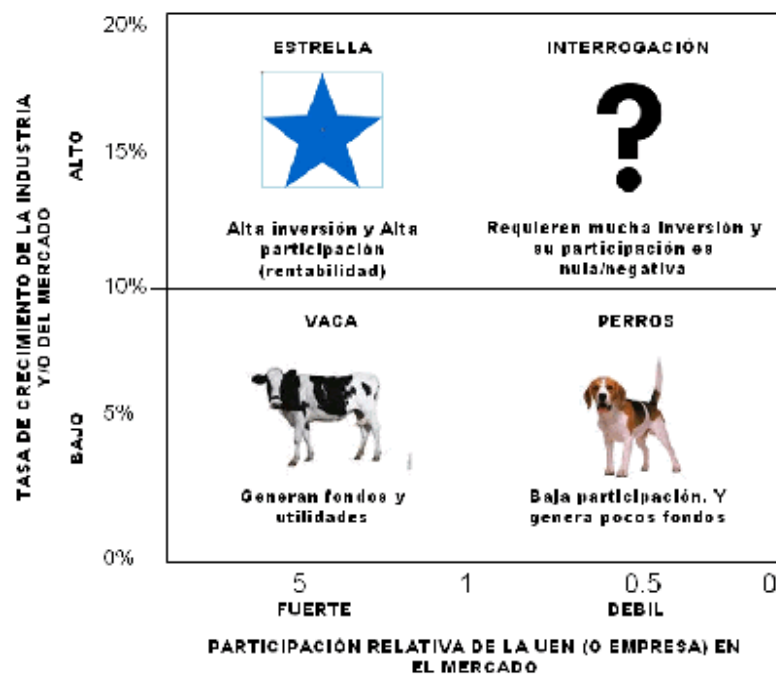 20%
ESTRELLA
INTERROGACIÓN
TASA DE CRECIMIENTO DE LA INDUSTRIA
Y/O DEL MERCADO
ALTO
15%
Alta inversión y Alta
participación
(rentabilidad)
Requieren mucha inversión y
su participación es
nula/negativa
10%
VACA
PERROS
BAJO
5%
Generan fondos y
utilidades
Baja participación. Y
genera pocos fondos
0%
5
1
0.5
0
FUERTE
DEBIL
PARTICIPACIÓN RELATIVA DE LA UEN (O EMPRESA) EN
EL MERCADO